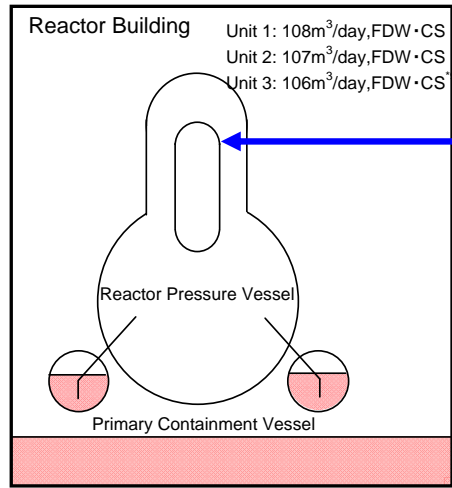 Reactor Building
Unit 1: 108m³/day,FDW・CS
Unit 2: 107m³/day,FDW・CS
Unit 3: 106m³/day,FDW・CS*
Reactor Pressure Vessel
Primary Containment Vessel